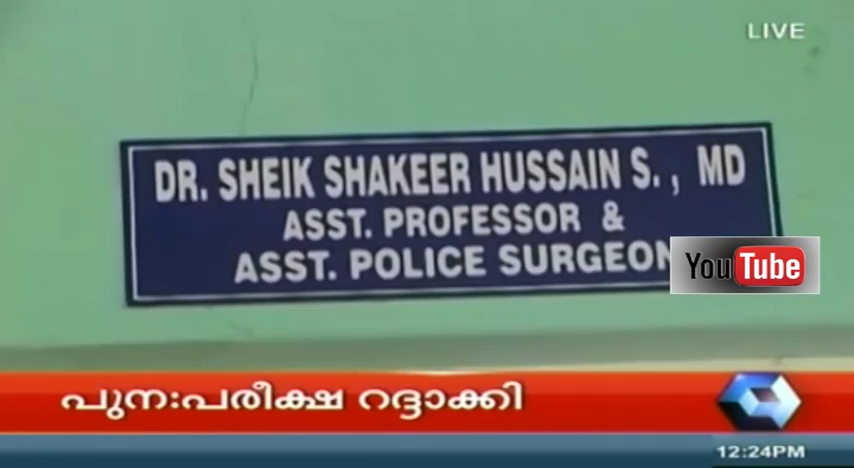 LIVE
DR. SHEIK SHAKEER HUSSAIN S. , MD
ASST. PROFESSOR &
ASST. POLICE SURGEON
YouTube
പുനഃപരീക്ഷ റദ്ദാക്കി
12:24PM